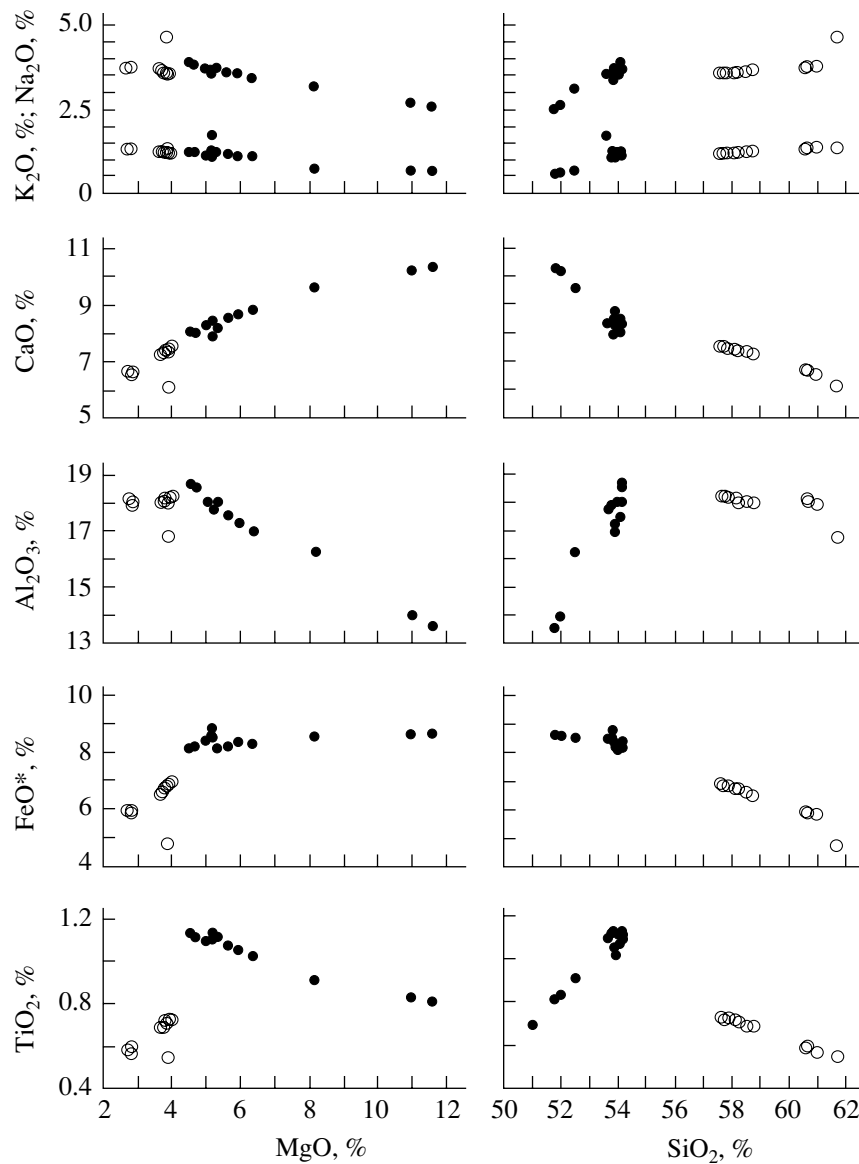 5.0
2.5
0
K₂O, %; Na₂O, %
11
9
7
5
CaO, %
19
17
15
13
Al₂O₃, %
10
8
6
4
FeO*, %
1.2
0.8
0.4
TiO₂, %
2 4 6 8 10 12
MgO, %
50 52 54 56 58 60 62
SiO₂, %